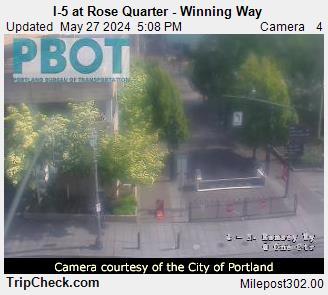 I-5 at Rose Quarter - Winning Way
Updated May 27 2024 5:08 PM Camera 4
PBOT
PORTLAND BUREAU OF TRANSPORTATION
Camera courtesy of the City of Portland
TripCheck.com Milepost302.00